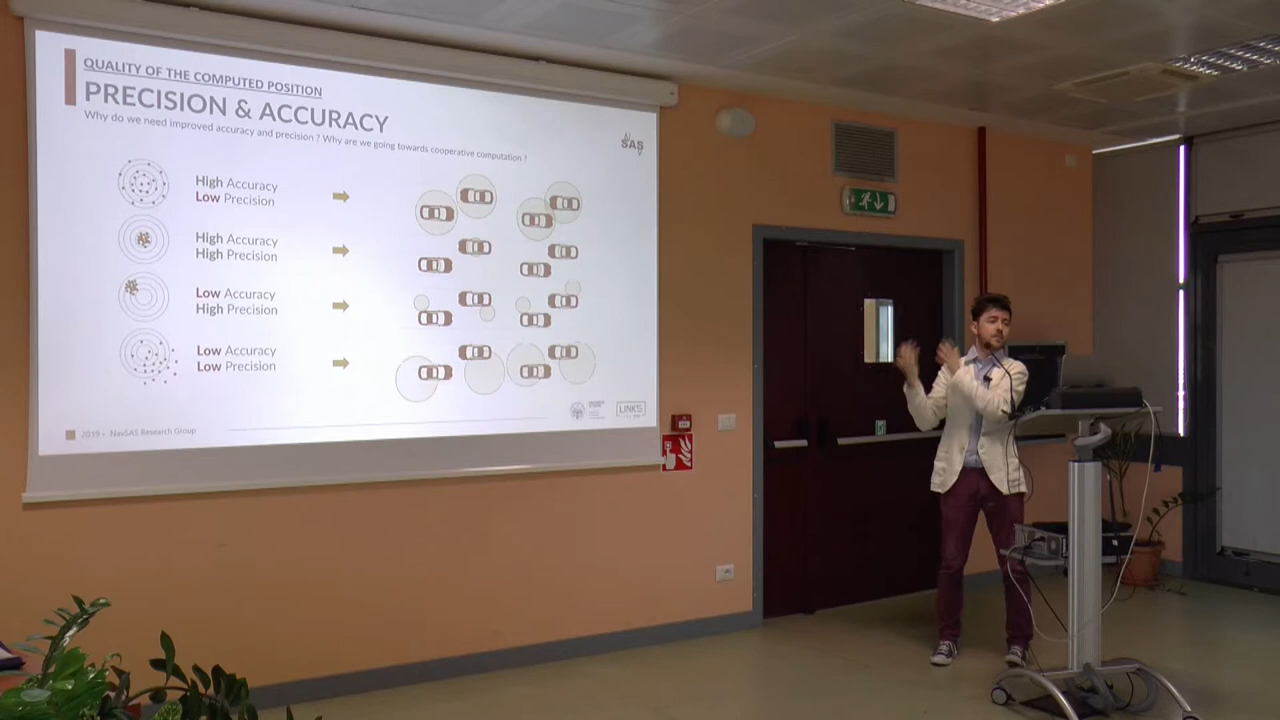 QUALITY OF THE COMPUTED POSITION
PRECISION & ACCURACY
Why do we need improved accuracy and precision ? Why are we going towards cooperative computation ?
SAS
High Accuracy
Low Precision
High Accuracy
High Precision
Low Accuracy
High Precision
Low Accuracy
Low Precision
LINKS
2019 - NavSAS Research Group